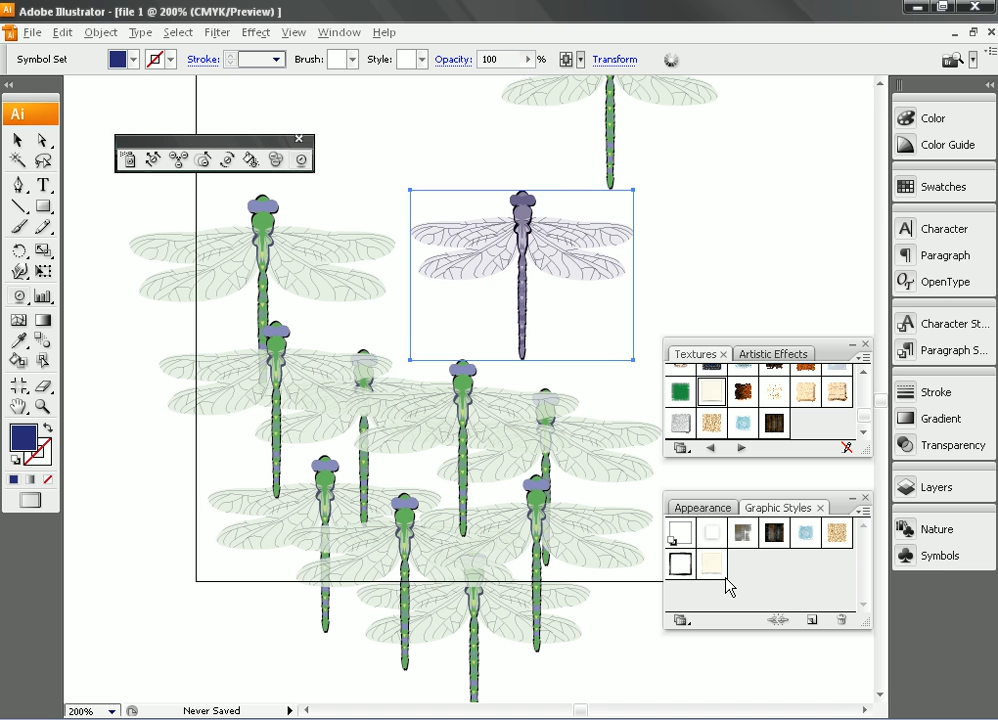 Ai Adobe Illustrator - [file 1 @ 200% (CMYK/Preview) ]
File Edit Object Type Select Filter Effect View Window Help
Symbol Set Stroke: Brush: Style: Opacity: 100 % Transform
Ai
T
Color
Color Guide
Swatches
Character
Paragraph
OpenType
Character St...
Paragraph S...
Stroke
Gradient
Transparency
Layers
Nature
Symbols
Textures × Artistic Effects
Appearance Graphic Styles ×
200% Never Saved